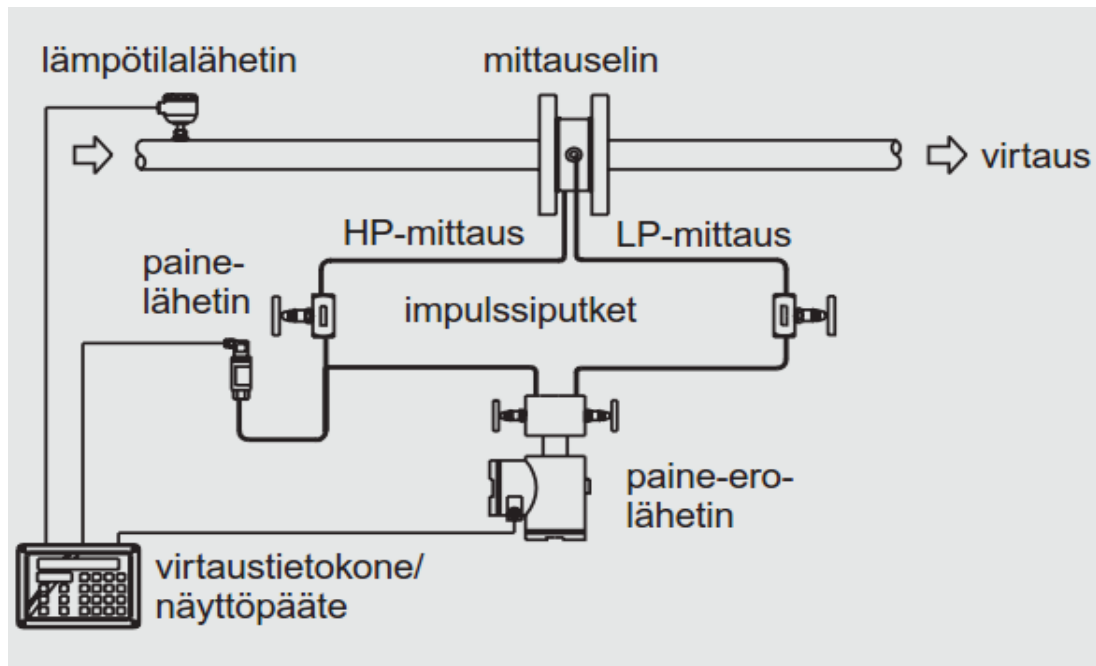 lämpötilalähetin
mittauselin
virtaus
HP-mittaus
LP-mittaus
paine-
lähetin
impulssiputket
paine-ero-
lähetin
virtaustietokone/
näyttöpääte